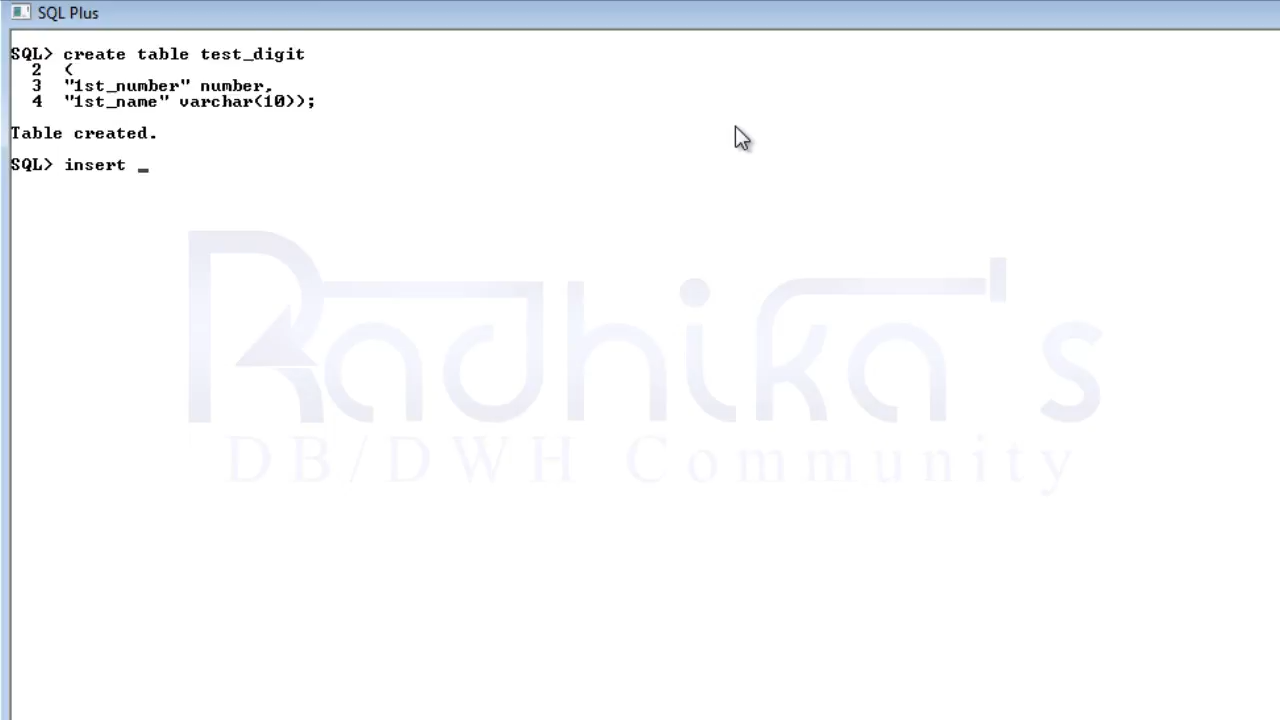 SQL Plus
SQL> create table test_digit
2 (
3 "1st_number" number,
4 "1st_name" varchar(10));
Table created.
SQL> insert _
Radhika's
DB/DWH Community